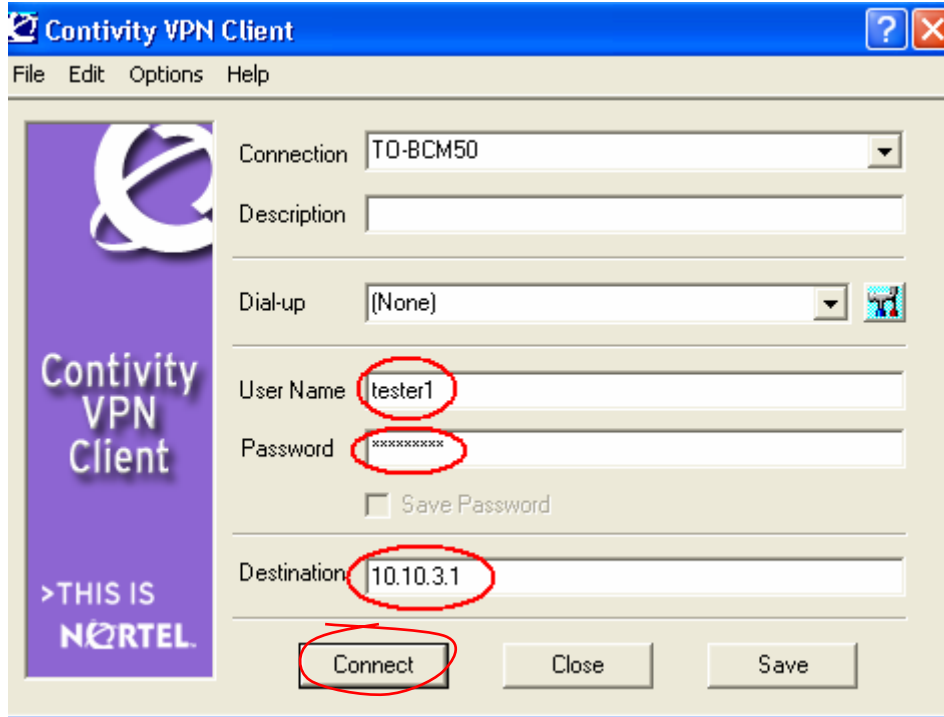 Contivity VPN Client
File Edit Options Help
Connection TO-BCM50
Description
Dial-up (None)
User Name tester1
Password *********
Save Password
Destination 10.10.3.1
Connect Close Save
Contivity
VPN
Client
>THIS IS
NORTEL.